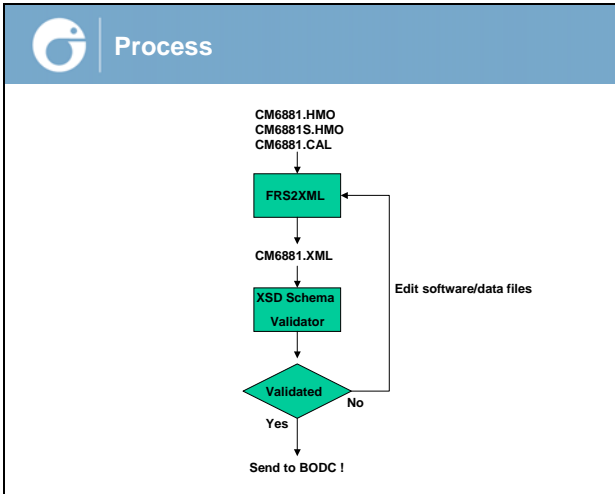 Process
CM6881.HMO
CM6881S.HMO
CM6881.CAL
FRS2XML
CM6881.XML
Edit software/data files
XSD Schema
Validator
Validated
No
Yes
Send to BODC !